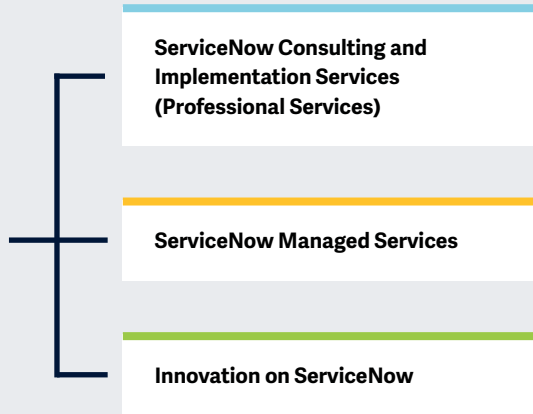 ServiceNow Consulting and
Implementation Services
(Professional Services)
ServiceNow Managed Services
Innovation on ServiceNow